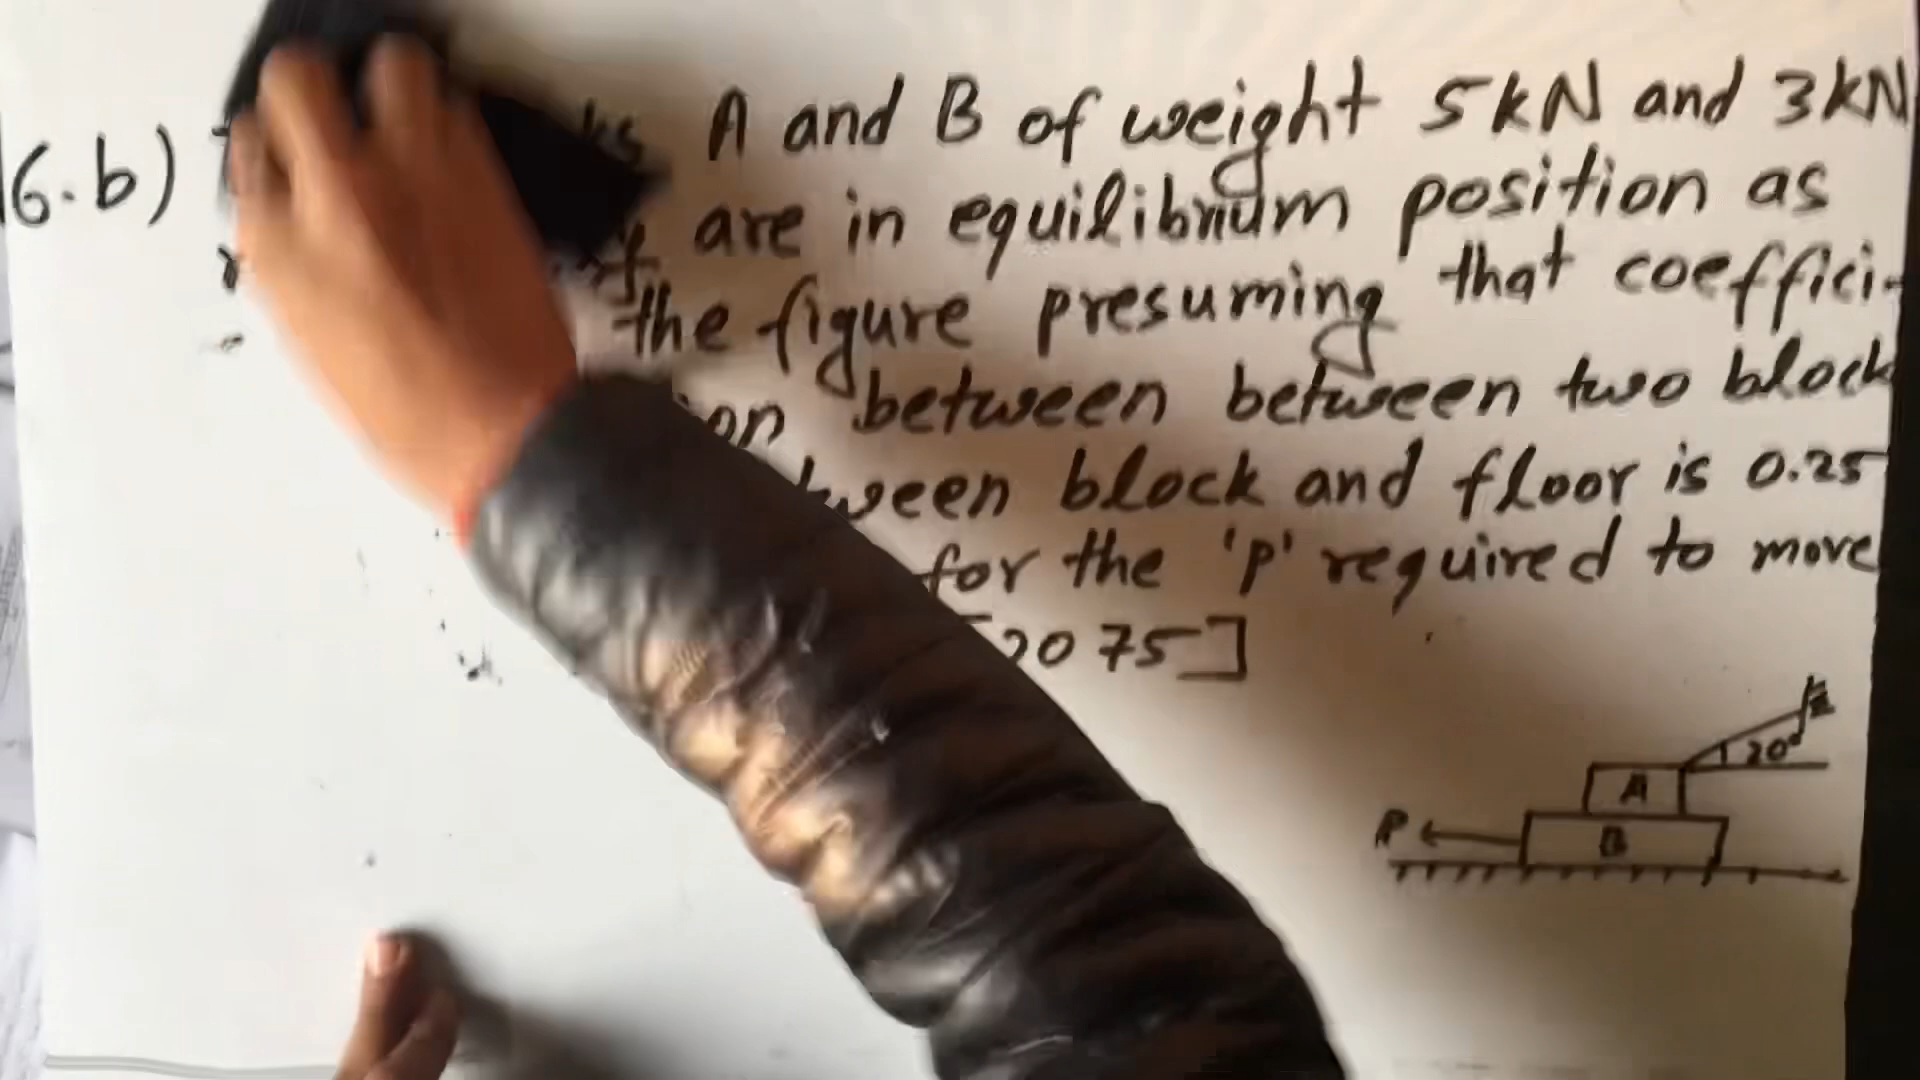 6.b) A and B of weight 5kN and 3kN
are in equilibrium position as
the figure presuming that coeffici-
between between two block
block and floor is 0.25
for the 'P' required to move
2075]
20°
A
P
B